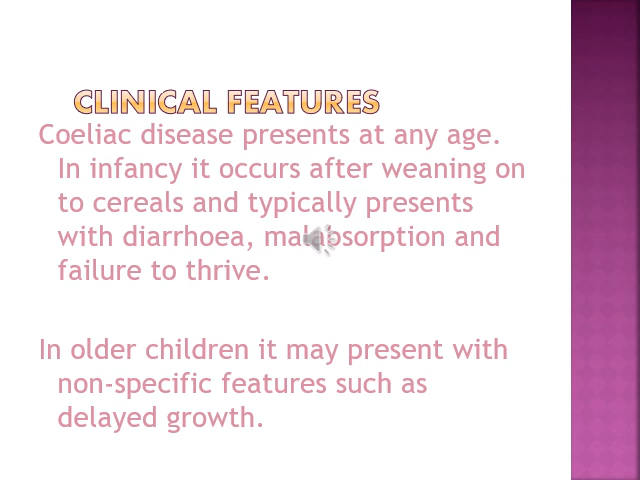 CLINICAL FEATURES
Coeliac disease presents at any age.
In infancy it occurs after weaning on
to cereals and typically presents
with diarrhoea, malabsorption and
failure to thrive.
In older children it may present with
non-specific features such as
delayed growth.